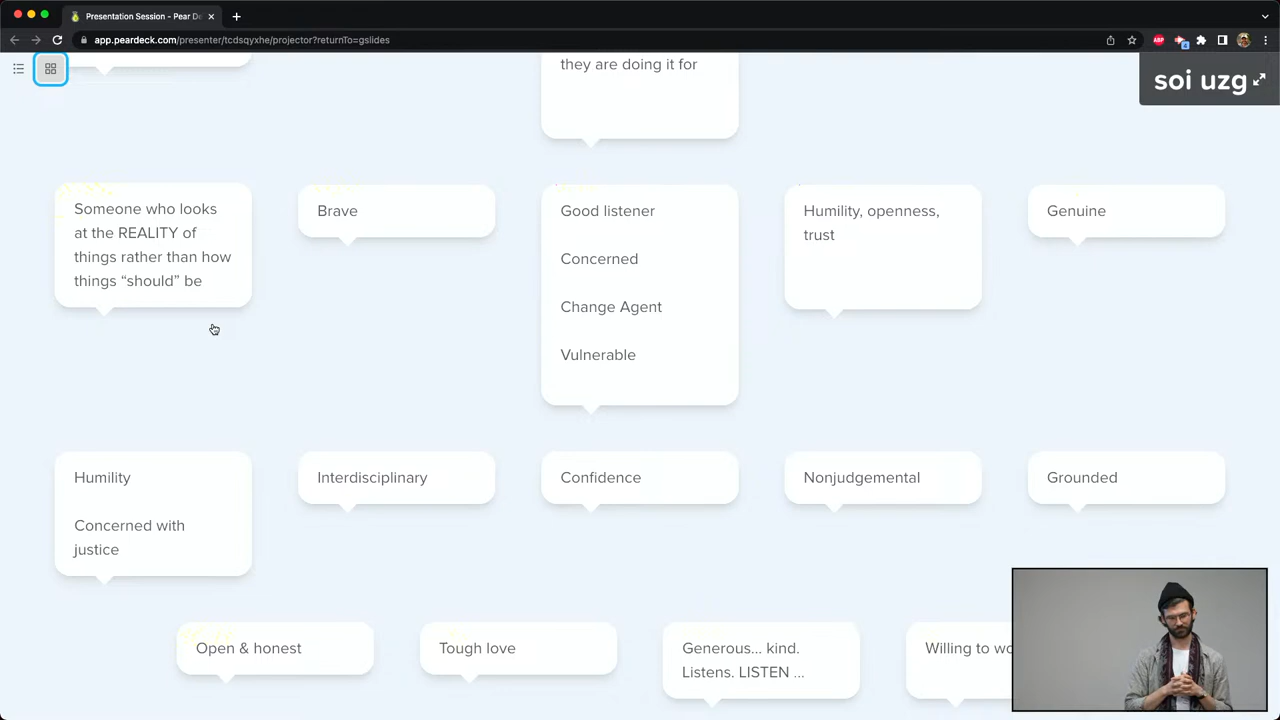 Presentation Session - Pear De
app.peardeck.com/presenter/tcdsqyxhe/projector?returnTo=gslides
ABP
4
soi uzg
they are doing it for
Someone who looks
at the REALITY of
things rather than how
things “should” be
Brave
Good listener
Concerned
Change Agent
Vulnerable
Humility, openness,
trust
Genuine
Humility
Concerned with
justice
Interdisciplinary
Confidence
Nonjudgemental
Grounded
Open & honest
Tough love
Generous... kind.
Listens. LISTEN ...
Willing to wo